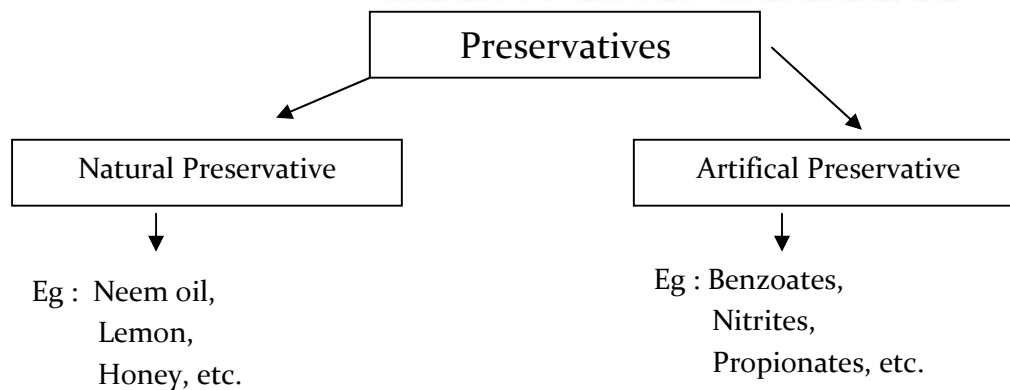 Preservatives
Natural Preservative
Artifical Preservative
Eg : Neem oil,
Lemon,
Honey, etc.
Eg : Benzoates,
Nitrites,
Propionates, etc.